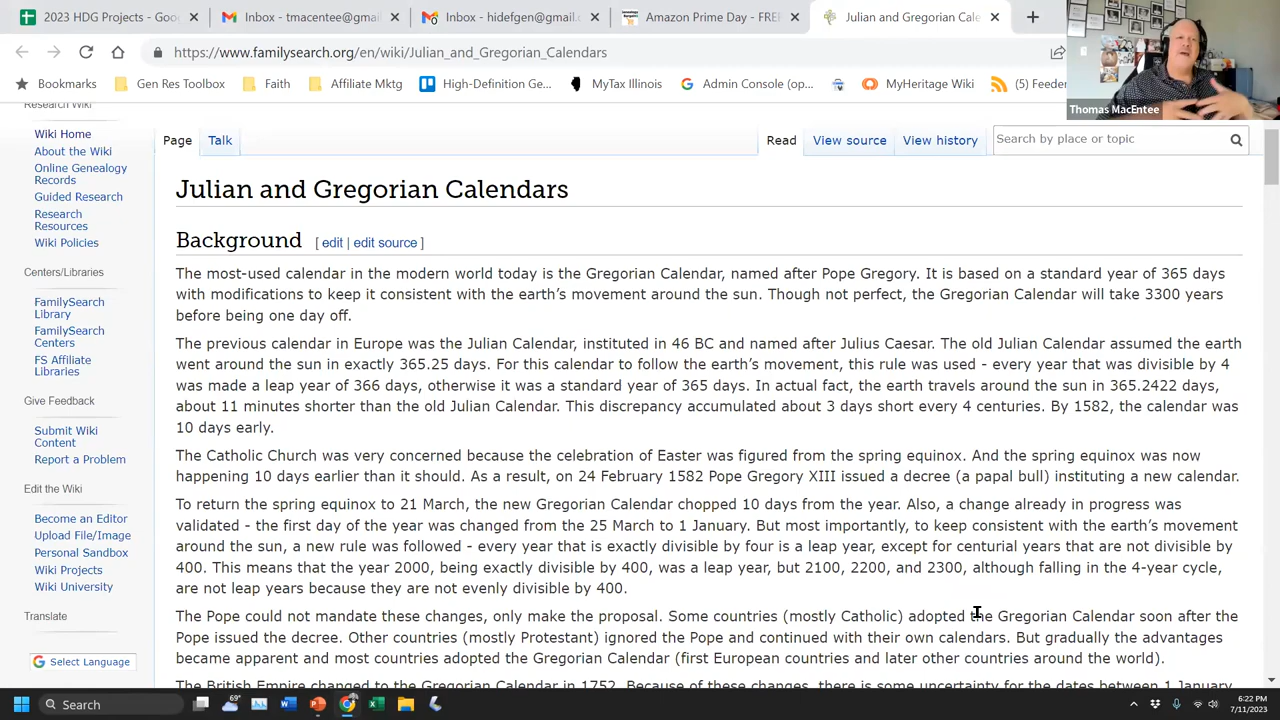 2023 HDG Projects - Goo
Inbox - tmacentee@gmail
Inbox - hidefgen@gmail.c
Amazon Prime Day - FREE
Julian and Gregorian Cale
https://www.familysearch.org/en/wiki/Julian_and_Gregorian_Calendars
Bookmarks
Gen Res Toolbox
Faith
Affiliate Mktg
High-Definition Ge...
MyTax Illinois
Admin Console (op...
MyHeritage Wiki
(5) Feeder
Thomas MacEntee
Research Wiki
Wiki Home
About the Wiki
Online Genealogy
Records
Guided Research
Research
Resources
Wiki Policies
Centers/Libraries
FamilySearch
Library
FamilySearch
Centers
FS Affiliate
Libraries
Give Feedback
Submit Wiki
Content
Report a Problem
Edit the Wiki
Become an Editor
Upload File/Image
Personal Sandbox
Wiki Projects
Wiki University
Translate
Select Language
Page Talk Read View source View history Search by place or topic
Julian and Gregorian Calendars
Background [ edit | edit source ]
The most-used calendar in the modern world today is the Gregorian Calendar, named after Pope Gregory. It is based on a standard year of 365 days
with modifications to keep it consistent with the earth's movement around the sun. Though not perfect, the Gregorian Calendar will take 3300 years
before being one day off.
The previous calendar in Europe was the Julian Calendar, instituted in 46 BC and named after Julius Caesar. The old Julian Calendar assumed the earth
went around the sun in exactly 365.25 days. For this calendar to follow the earth's movement, this rule was used - every year that was divisible by 4
was made a leap year of 366 days, otherwise it was a standard year of 365 days. In actual fact, the earth travels around the sun in 365.2422 days,
about 11 minutes shorter than the old Julian Calendar. This discrepancy accumulated about 3 days short every 4 centuries. By 1582, the calendar was
10 days early.
The Catholic Church was very concerned because the celebration of Easter was figured from the spring equinox. And the spring equinox was now
happening 10 days earlier than it should. As a result, on 24 February 1582 Pope Gregory XIII issued a decree (a papal bull) instituting a new calendar.
To return the spring equinox to 21 March, the new Gregorian Calendar chopped 10 days from the year. Also, a change already in progress was
validated - the first day of the year was changed from the 25 March to 1 January. But most importantly, to keep consistent with the earth's movement
around the sun, a new rule was followed - every year that is exactly divisible by four is a leap year, except for centurial years that are not divisible by
400. This means that the year 2000, being exactly divisible by 400, was a leap year, but 2100, 2200, and 2300, although falling in the 4-year cycle,
are not leap years because they are not evenly divisible by 400.
The Pope could not mandate these changes, only make the proposal. Some countries (mostly Catholic) adopted the Gregorian Calendar soon after the
Pope issued the decree. Other countries (mostly Protestant) ignored the Pope and continued with their own calendars. But gradually the advantages
became apparent and most countries adopted the Gregorian Calendar (first European countries and later other countries around the world).
The British Empire changed to the Gregorian Calendar in 1752. Because of these changes, there is some uncertainty for the dates between 1 January
Search
69°
6:22 PM
7/11/2023